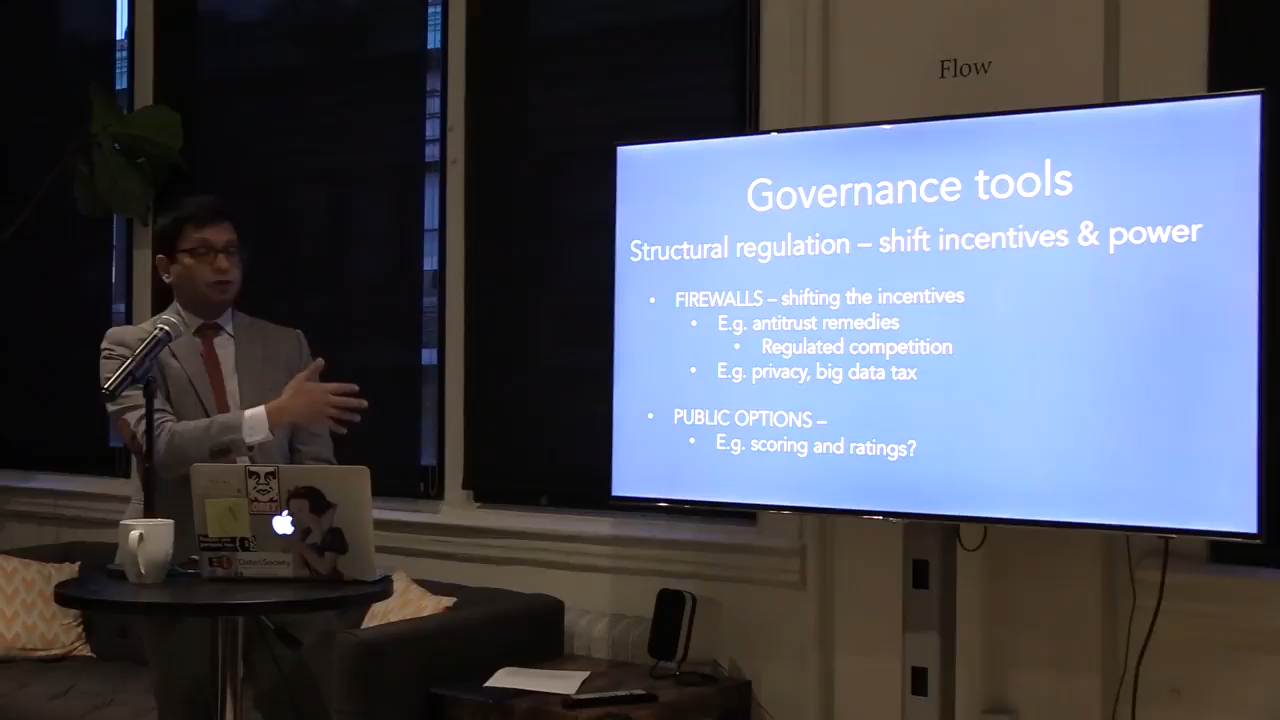 Flow
Governance tools
Structural regulation – shift incentives & power
• FIREWALLS – shifting the incentives
• E.g. antitrust remedies
• Regulated competition
• E.g. privacy, big data tax
• PUBLIC OPTIONS –
• E.g. scoring and ratings?
OBEY
Data & Society